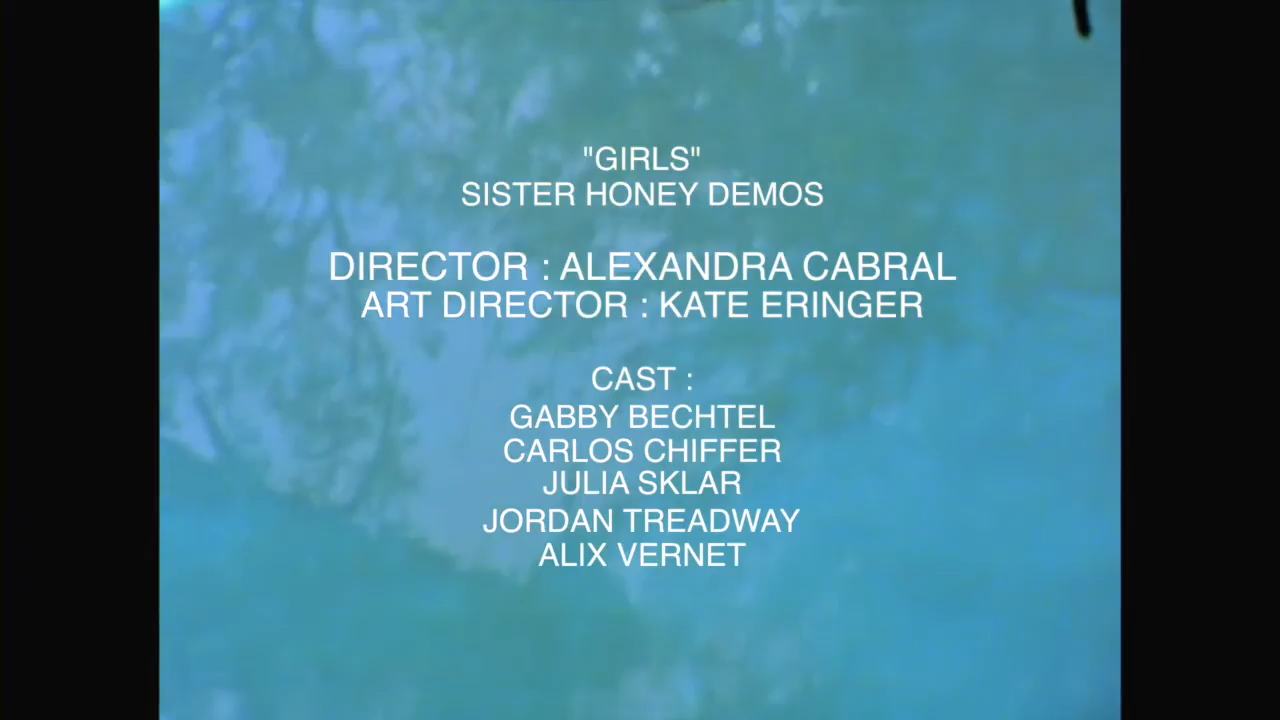 "GIRLS"
SISTER HONEY DEMOS
DIRECTOR : ALEXANDRA CABRAL
ART DIRECTOR : KATE ERINGER
CAST :
GABBY BECHTEL
CARLOS CHIFFER
JULIA SKLAR
JORDAN TREADWAY
ALIX VERNET